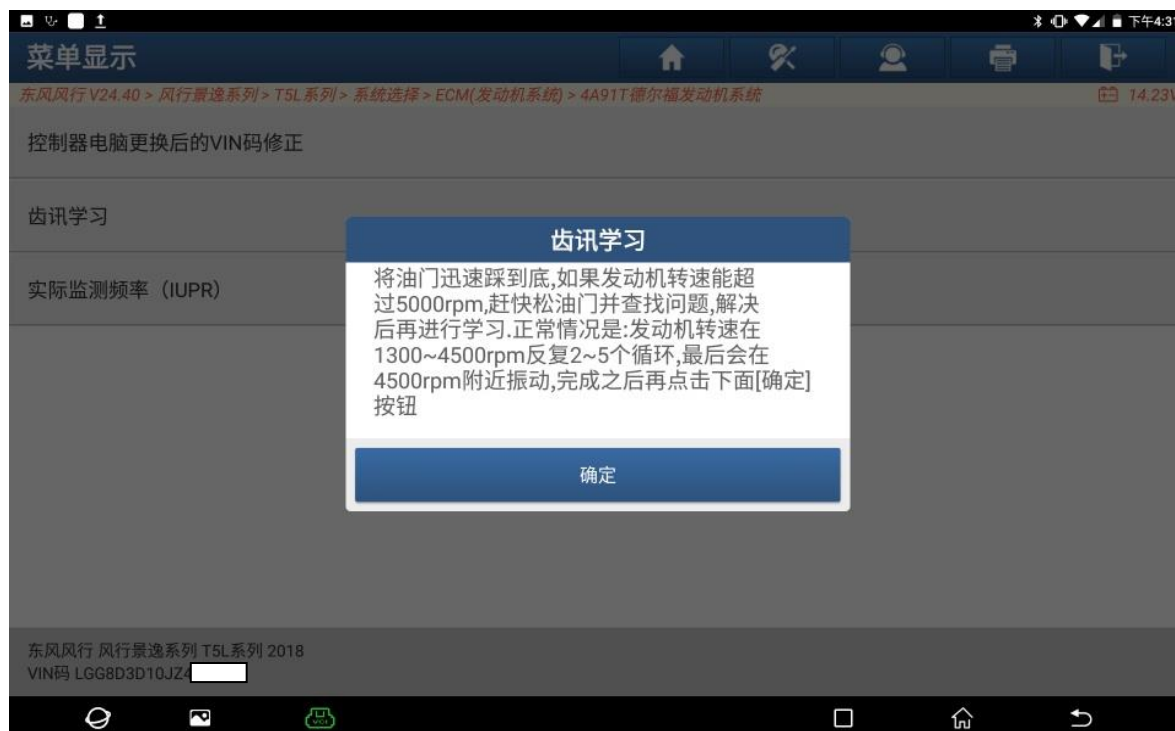 下午4:31
菜单显示
东风风行 V24.40 > 风行景逸系列 > T5L系列 > 系统选择 > ECM(发动机系统) > 4A91T德尔福发动机系统
14.23V
控制器电脑更换后的VIN码修正
齿讯学习
实际监测频率（IUPR）
齿讯学习
将油门迅速踩到底,如果发动机转速能超
过5000rpm,赶快松油门并查找问题,解决
后再进行学习.正常情况是:发动机转速在
1300~4500rpm反复2~5个循环,最后会在
4500rpm附近振动,完成之后再点击下面[确定]
按钮
确定
东风风行 风行景逸系列 T5L系列 2018
VIN码 LGG8D3D10JZ4
VCI